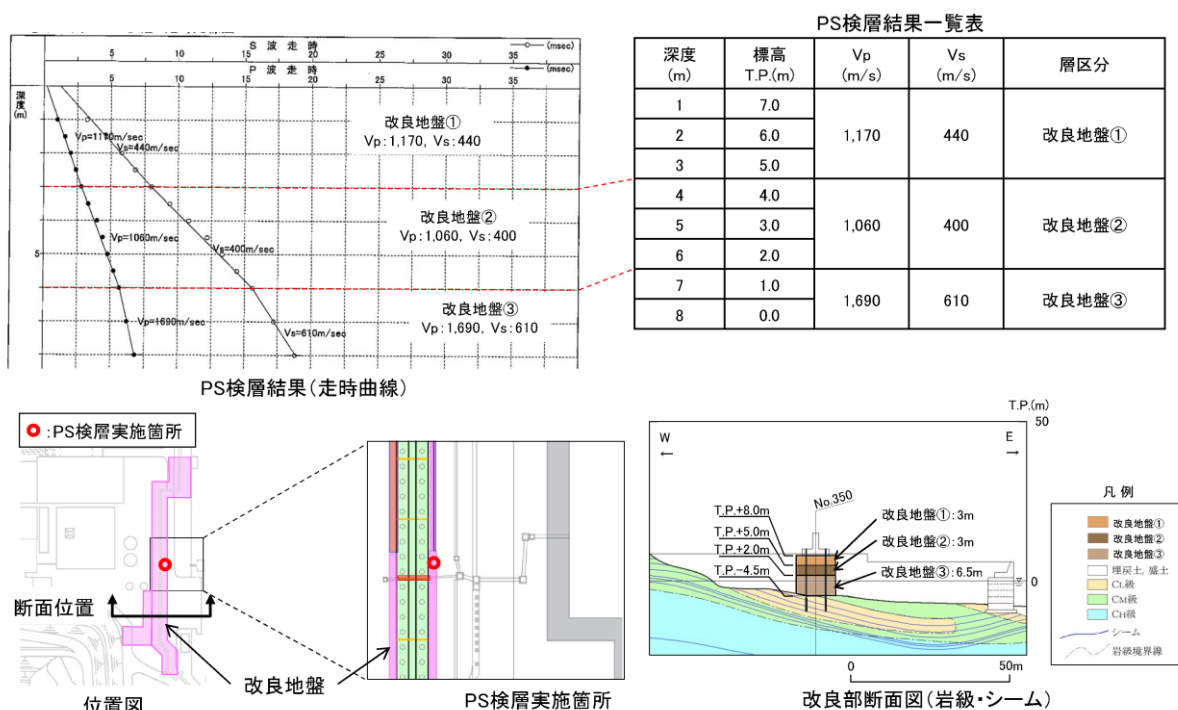 PS検層結果一覧表
S 波 走 時
(msec)
5 10 15 20 25 30 35
P 波 走 時
(msec)
5 10 15 20 25 30 35
深度(m)
5
Vp=1170m/sec
Vs=440m/sec
Vp=1060m/sec
Vs=400m/sec
Vp=1690m/sec
Vs=610m/sec
改良地盤①
Vp:1,170, Vs:440
改良地盤②
Vp:1,060, Vs:400
改良地盤③
Vp:1,690, Vs:610
PS検層結果(走時曲線)
深度(m) 標高T.P.(m) Vp(m/s) Vs(m/s) 層区分
1 7.0 1,170 440 改良地盤①
2 6.0
3 5.0
4 4.0 1,060 400 改良地盤②
5 3.0
6 2.0
7 1.0 1,690 610 改良地盤③
8 0.0
:PS検層実施箇所
断面位置
位置図
改良地盤
PS検層実施箇所
T.P.(m)
50
W
E
No.350
T.P.+8.0m
T.P.+5.0m
T.P.+2.0m
T.P.-4.5m
改良地盤①:3m
改良地盤②:3m
改良地盤③:6.5m
0
0 50m
改良部断面図(岩級・シーム)
凡 例
改良地盤①
改良地盤②
改良地盤③
埋戻土, 盛土
CL級
CM級
CH級
シーム
岩級境界線